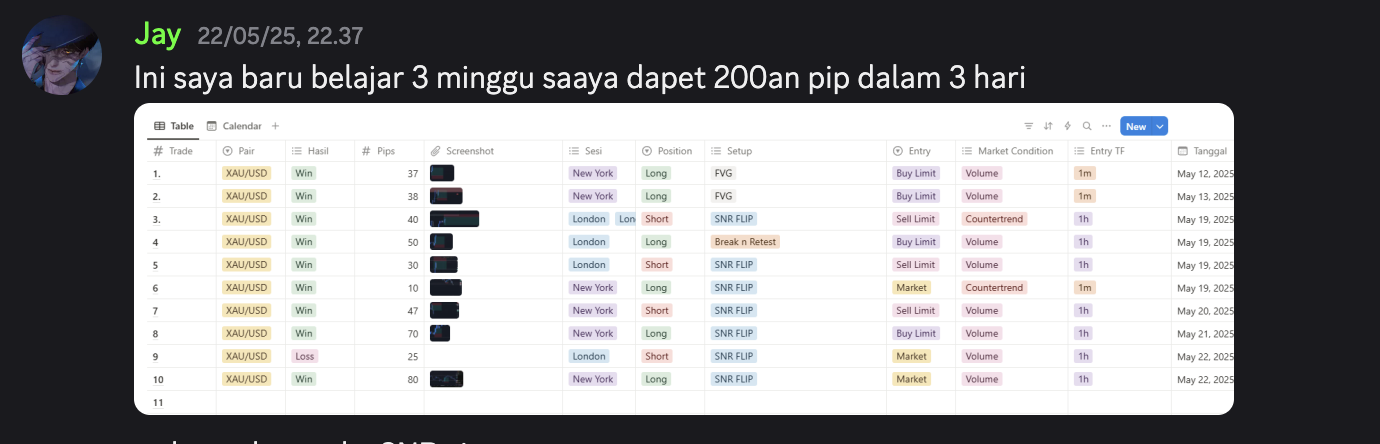 Jay 22/05/25, 22.37
Ini saya baru belajar 3 minggu saaya dapet 200an pip dalam 3 hari
Table Calendar + New
Trade Pair Hasil Pips Screenshot Sesi Position Setup Entry Market Condition Entry TF Tanggal
1. XAU/USD Win 37 New York Long FVG Buy Limit Volume 1m May 12, 2025
2. XAU/USD Win 38 New York Long FVG Buy Limit Volume 1m May 13, 2025
3. XAU/USD Win 40 London Lon Short SNR FLIP Sell Limit Countertrend 1h May 19, 2025
4 XAU/USD Win 50 London Long Break n Retest Buy Limit Volume 1h May 19, 2025
5 XAU/USD Win 30 London Short SNR FLIP Sell Limit Volume 1h May 19, 2025
6 XAU/USD Win 10 New York Long SNR FLIP Market Countertrend 1m May 19, 2025
7 XAU/USD Win 47 New York Short SNR FLIP Sell Limit Volume 1h May 20, 2025
8 XAU/USD Win 70 New York Long SNR FLIP Buy Limit Volume 1h May 21, 2025
9 XAU/USD Loss 25 London Short SNR FLIP Market Volume 1h May 22, 2025
10 XAU/USD Win 80 New York Long SNR FLIP Market Volume 1h May 22, 2025
11